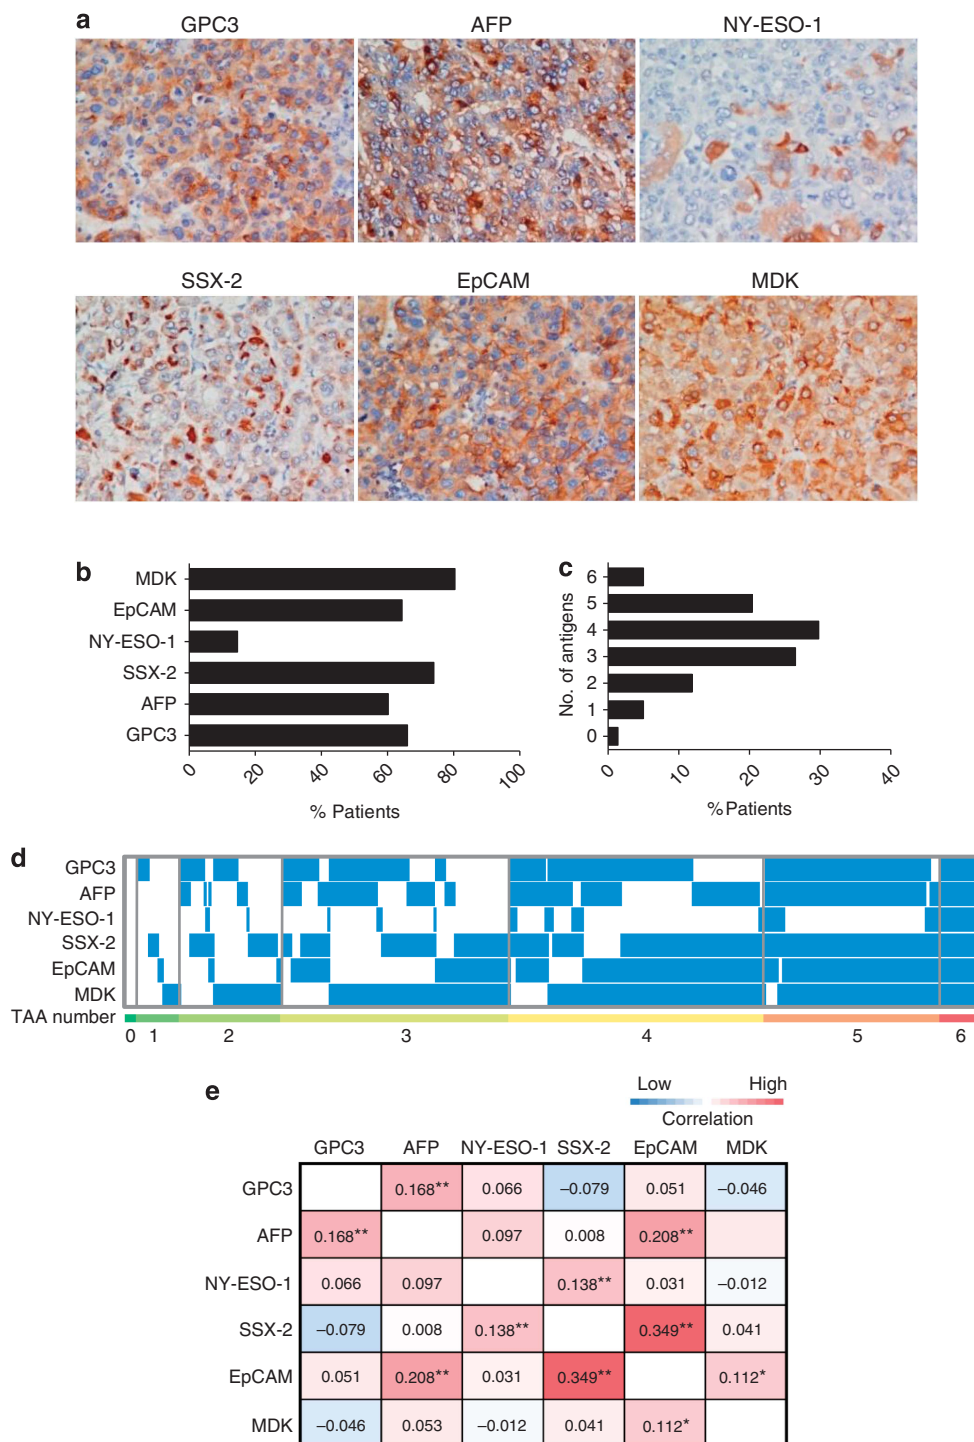 a
GPC3 AFP NY-ESO-1
SSX-2 EpCAM MDK
b
MDK
EpCAM
NY-ESO-1
SSX-2
AFP
GPC3
0 20 40 60 80 100
% Patients
c
No. of antigens
6
5
4
3
2
1
0
0 10 20 30 40
% Patients
d
GPC3
AFP
NY-ESO-1
SSX-2
EpCAM
MDK
TAA number
0 1 2 3 4 5 6
e
Low High
Correlation
GPC3 AFP NY-ESO-1 SSX-2 EpCAM MDK
GPC3 0.168** 0.066 −0.079 0.051 −0.046
AFP 0.168** 0.097 0.008 0.208**
NY-ESO-1 0.066 0.097 0.138** 0.031 −0.012
SSX-2 −0.079 0.008 0.138** 0.349** 0.041
EpCAM 0.051 0.208** 0.031 0.349** 0.112*
MDK −0.046 0.053 −0.012 0.041 0.112*